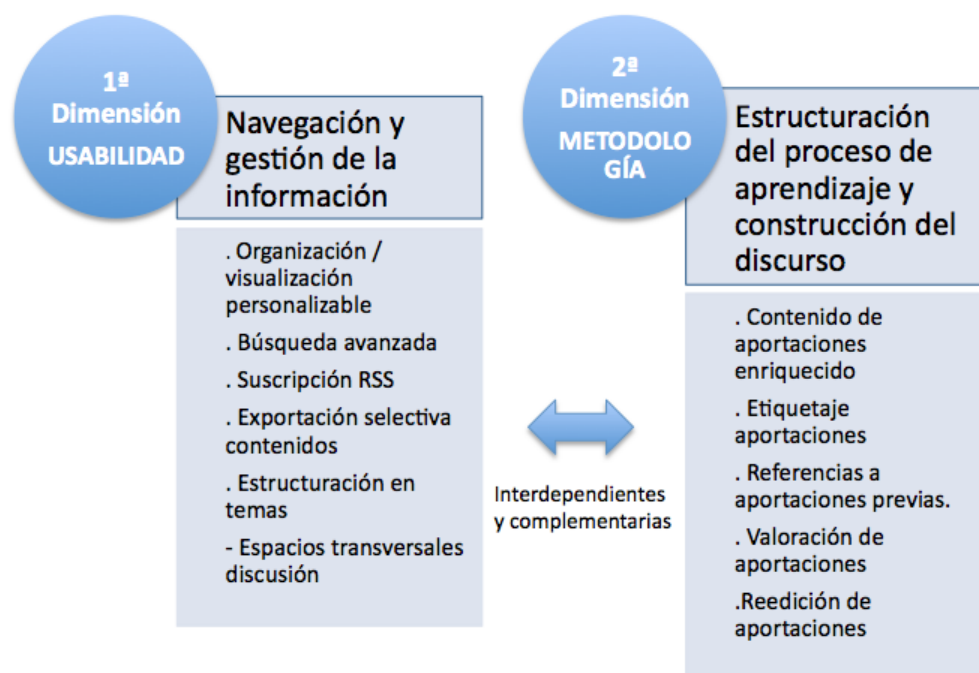 1ª
Dimensión
USABILIDAD
Navegación y
gestión de la
información
. Organización /
visualización
personalizable
. Búsqueda avanzada
. Suscripción RSS
. Exportación selectiva
contenidos
. Estructuración en
temas
- Espacios transversales
discusión
Interdependientes
y complementarias
2ª
Dimensión
METODOLO
GÍA
Estructuración
del proceso de
aprendizaje y
construcción del
discurso
. Contenido de
aportaciones
enriquecido
. Etiquetaje
aportaciones
. Referencias a
aportaciones previas.
. Valoración de
aportaciones
.Reedición de
aportaciones